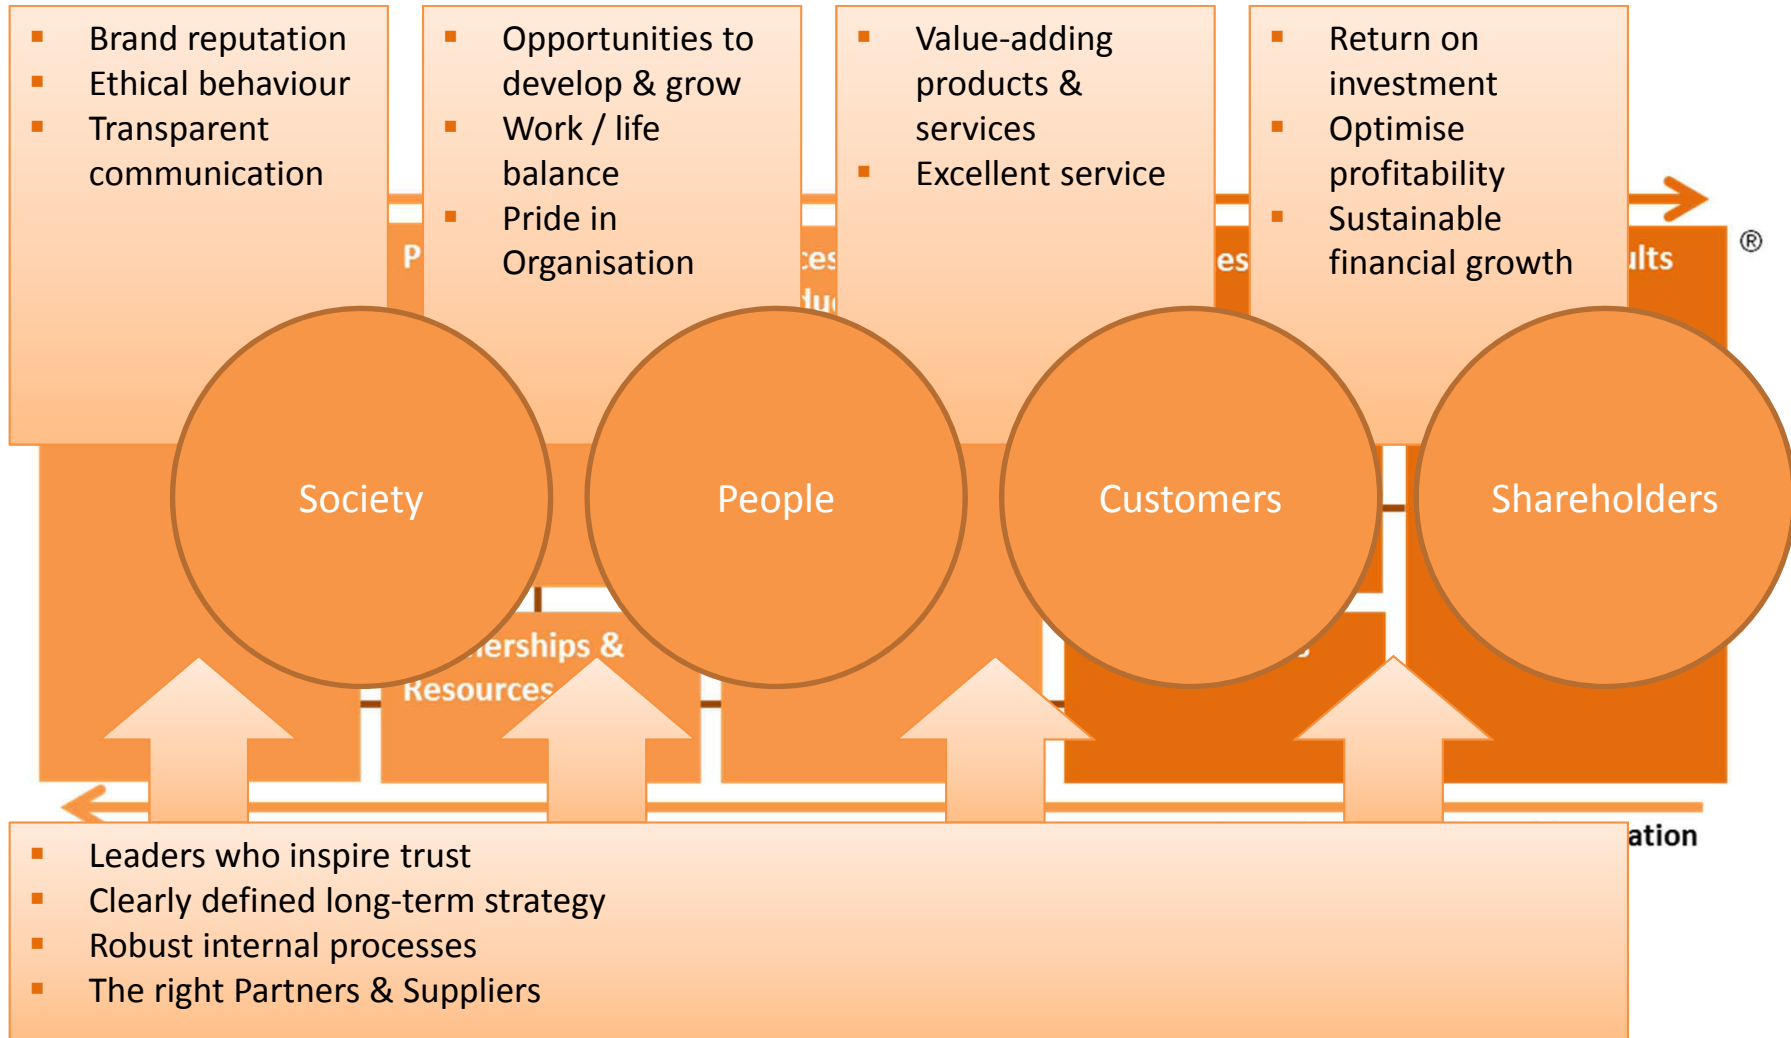 Brand reputation
Ethical behaviour
Transparent
communication
Opportunities to
develop & grow
Work / life
balance
Pride in
Organisation
Value-adding
products &
services
Excellent service
Return on
investment
Optimise
profitability
Sustainable
financial growth
®
Society
People
Customers
Shareholders
&
Resources
Leaders who inspire trust
Clearly defined long-term strategy
Robust internal processes
The right Partners & Suppliers